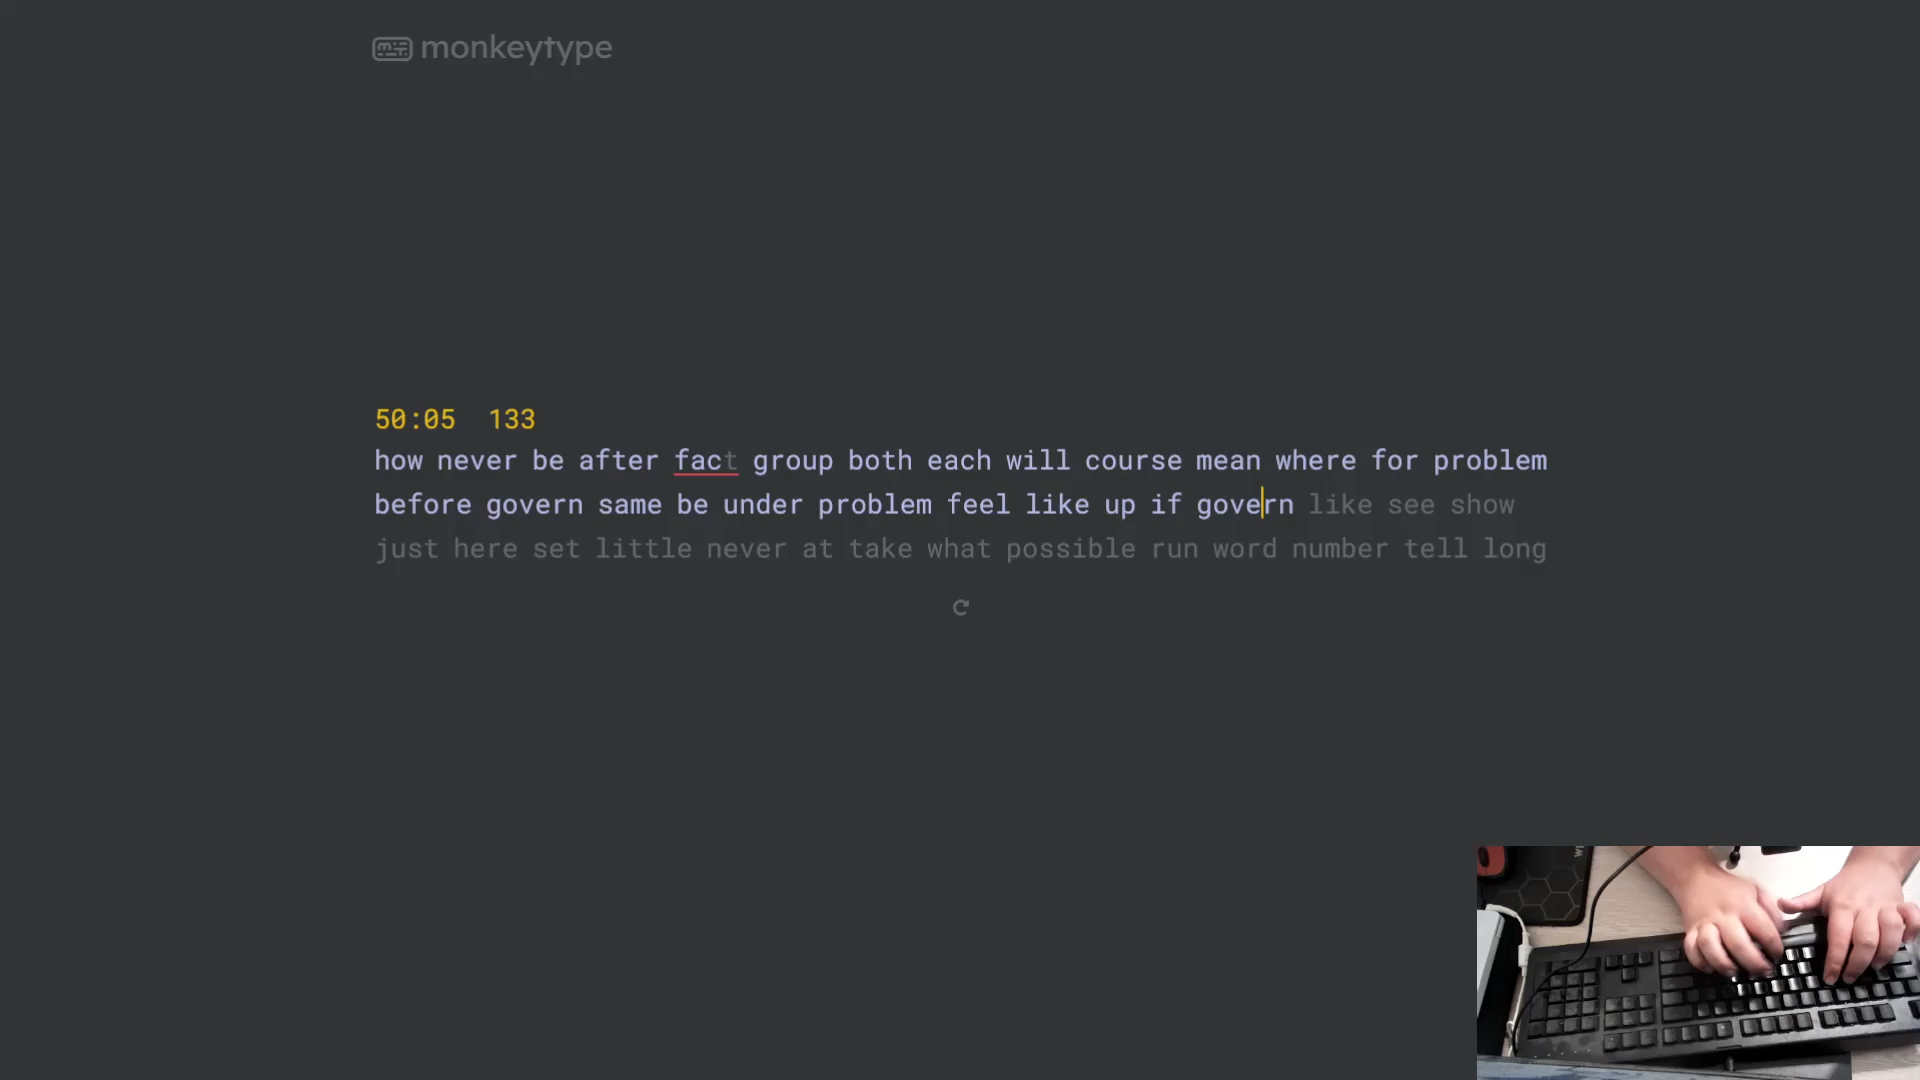 monkeytype
50:05 133
how never be after fact group both each will course mean where for problem
before govern same be under problem feel like up if govern like see show
just here set little never at take what possible run word number tell long